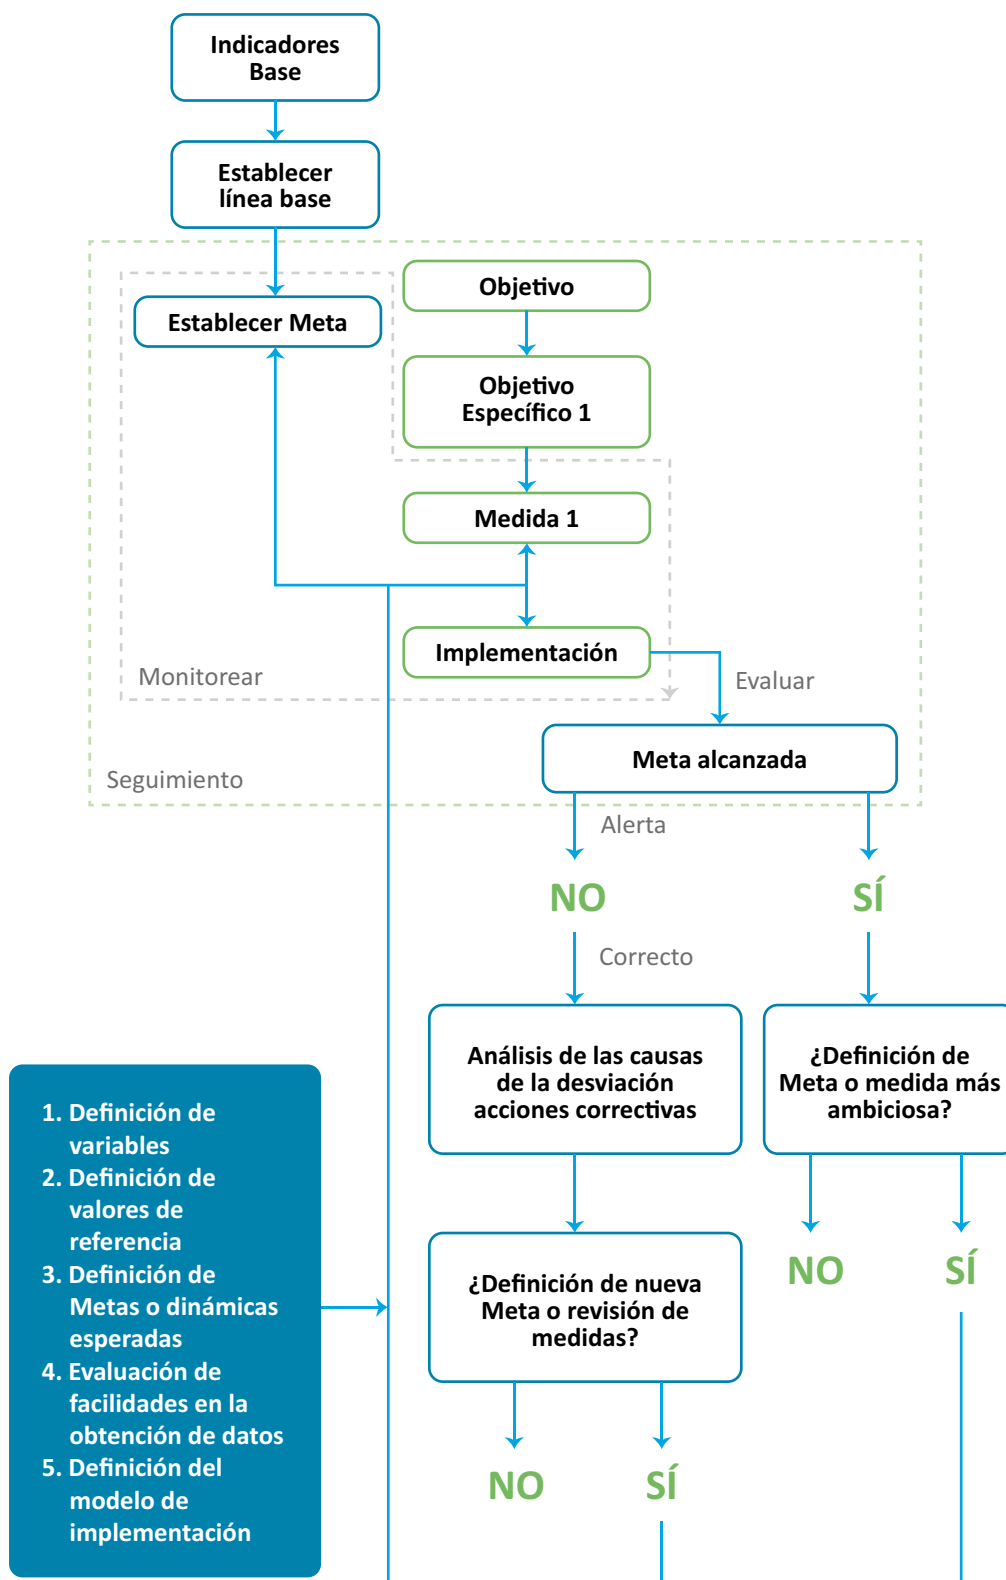 Indicadores
Base
Establecer
línea base
Establecer Meta
Objetivo
Objetivo
Específico 1
Medida 1
Implementación
Monitorear
Evaluar
Meta alcanzada
Seguimiento
Alerta
NO
SÍ
Correcto
Análisis de las causas
de la desviación
acciones correctivas
¿Definición de
Meta o medida más
ambiciosa?
1. Definición de
variables
2. Definición de
valores de
referencia
3. Definición de
Metas o dinámicas
esperadas
4. Evaluación de
facilidades en la
obtención de datos
5. Definición del
modelo de
implementación
¿Definición de nueva
Meta o revisión de
medidas?
NO
SÍ
NO
SÍ